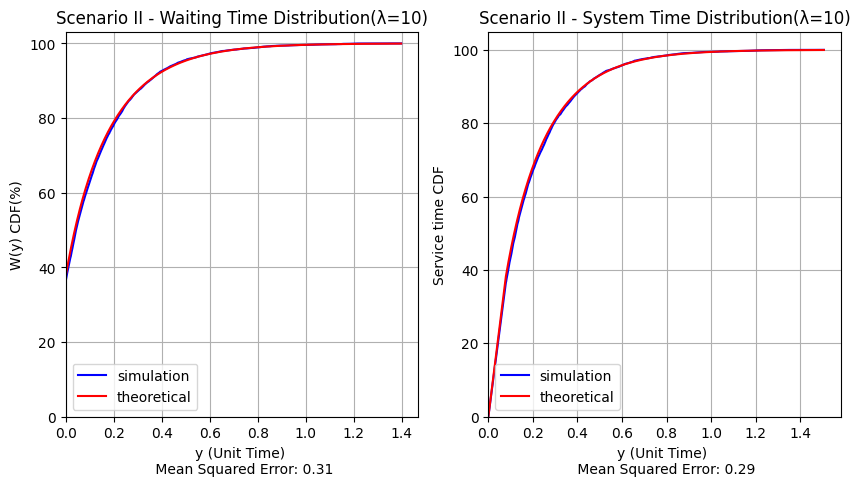 Scenario II - Waiting Time Distribution(λ=10)
W(y) CDF(%)
100
80
60
40
20
0
0.0 0.2 0.4 0.6 0.8 1.0 1.2 1.4
simulation
theoretical
y (Unit Time)
Mean Squared Error: 0.31
Scenario II - System Time Distribution(λ=10)
Service time CDF
100
80
60
40
20
0
0.0 0.2 0.4 0.6 0.8 1.0 1.2 1.4
simulation
theoretical
y (Unit Time)
Mean Squared Error: 0.29